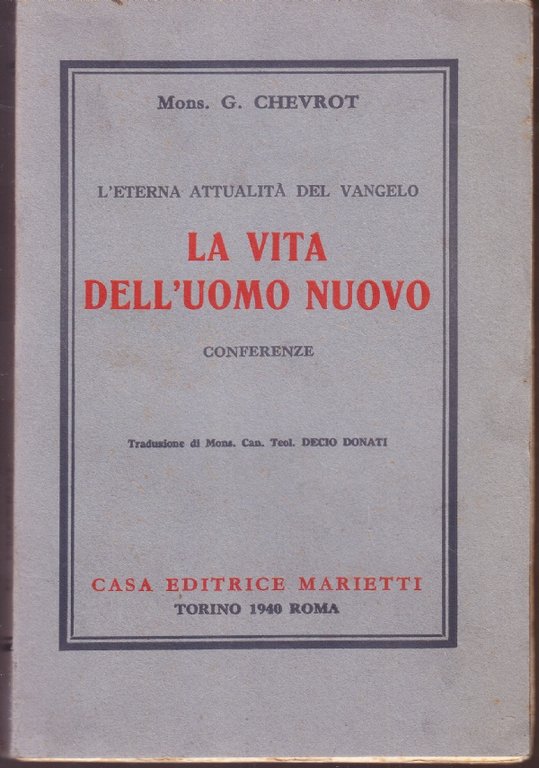 Mons. G. CHEVROT
L'ETERNA ATTUALITÀ DEL VANGELO
LA VITA
DELL'UOMO NUOVO
CONFERENZE
Traduzione di Mons. Can. Teol. DECIO DONATI
CASA EDITRICE MARIETTI
TORINO 1940 ROMA